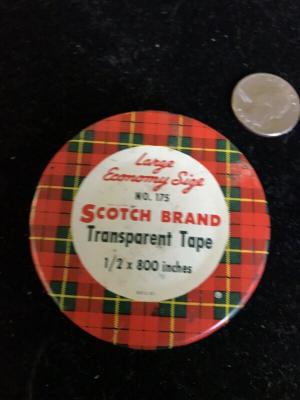 Large
Economy Size
NO. 175
SCOTCH BRAND
Transparent Tape
1/2 x 800 inches
®